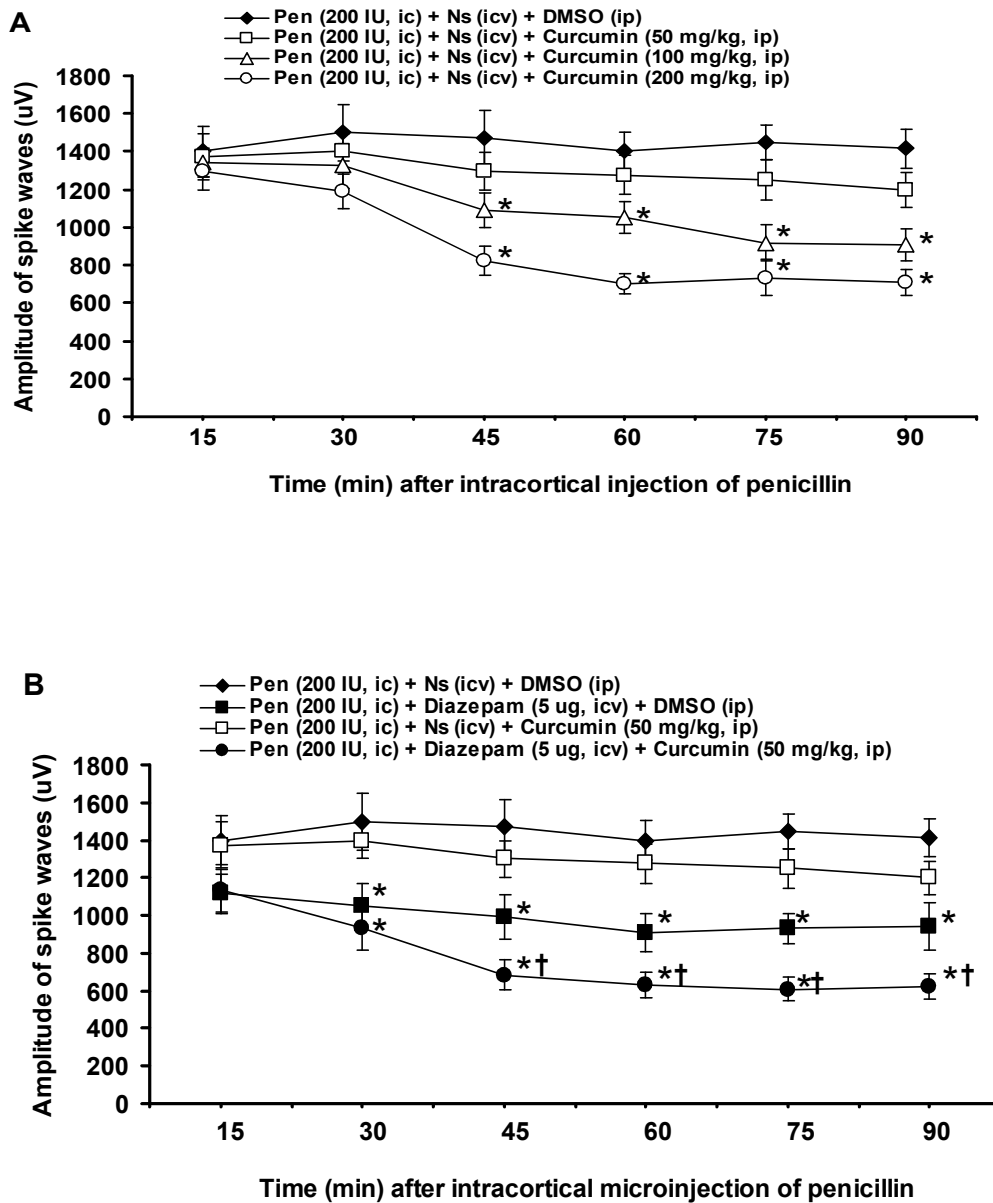 A
Pen (200 IU, ic) + Ns (icv) + DMSO (ip)
Pen (200 IU, ic) + Ns (icv) + Curcumin (50 mg/kg, ip)
Pen (200 IU, ic) + Ns (icv) + Curcumin (100 mg/kg, ip)
Pen (200 IU, ic) + Ns (icv) + Curcumin (200 mg/kg, ip)
Amplitude of spike waves (uV)
1800
1600
1400
1200
1000
800
600
400
200
0
* * * *
* * * *
15 30 45 60 75 90
Time (min) after intracortical injection of penicillin
B
Pen (200 IU, ic) + Ns (icv) + DMSO (ip)
Pen (200 IU, ic) + Diazepam (5 ug, icv) + DMSO (ip)
Pen (200 IU, ic) + Ns (icv) + Curcumin (50 mg/kg, ip)
Pen (200 IU, ic) + Diazepam (5 ug, icv) + Curcumin (50 mg/kg, ip)
Amplitude of spike waves (uV)
1800
1600
1400
1200
1000
800
600
400
200
0
* * * * *
* *† *† *† *†
15 30 45 60 75 90
Time (min) after intracortical microinjection of penicillin